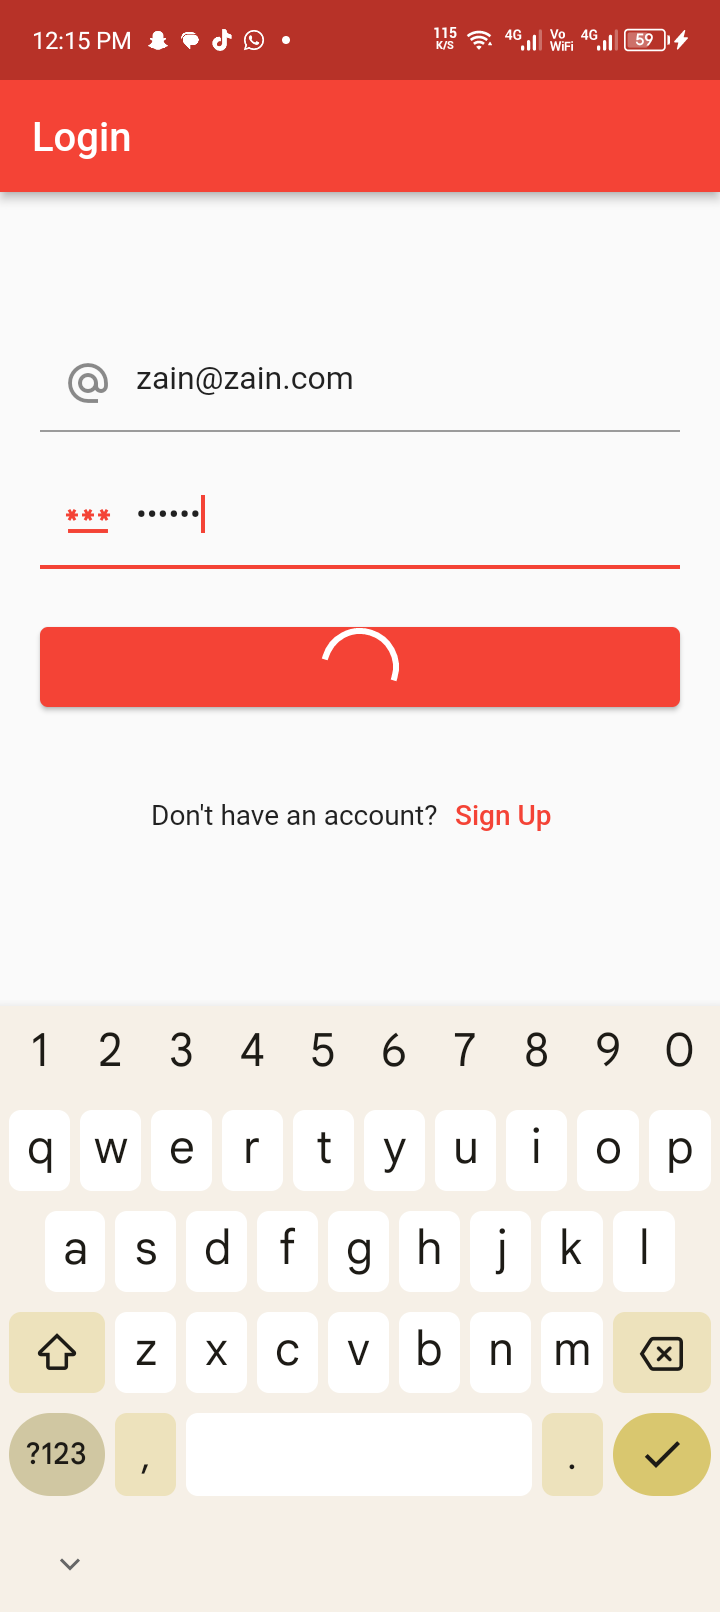 12:15 PM 115 K/S 4G Vo WiFi 4G 59
Login
zain@zain.com
***  ••••••
Don't have an account? Sign Up
1 2 3 4 5 6 7 8 9 0
q w e r t y u i o p
a s d f g h j k l
z x c v b n m
?123 , .